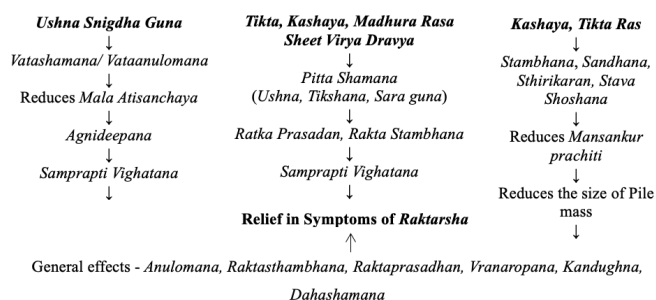 Ushna Snigdha Guna
↓
Vatashamana/ Vataanulomana
↓
Reduces Mala Atisanchaya
↓
Agnideepana
↓
Samprapti Vighatana
↓
Tikta, Kashaya, Madhura Rasa
Sheet Virya Dravya
↓
Pitta Shamana
(Ushna, Tikshana, Sara guna)
↓
Ratka Prasadan, Rakta Stambhana
↓
Samprapti Vighatana
↓
Kashaya, Tikta Ras
↓
Stambhana, Sandhana,
Sthirikaran, Stava
Shoshana
↓
Reduces Mansankur
prachiti
↓
Reduces the size of Pile
mass
↓
Relief in Symptoms of Raktarsha
↑
General effects - Anulomana, Raktasthambhana, Raktaprasadhan, Vranaropana, Kandughna,
Dahashamana